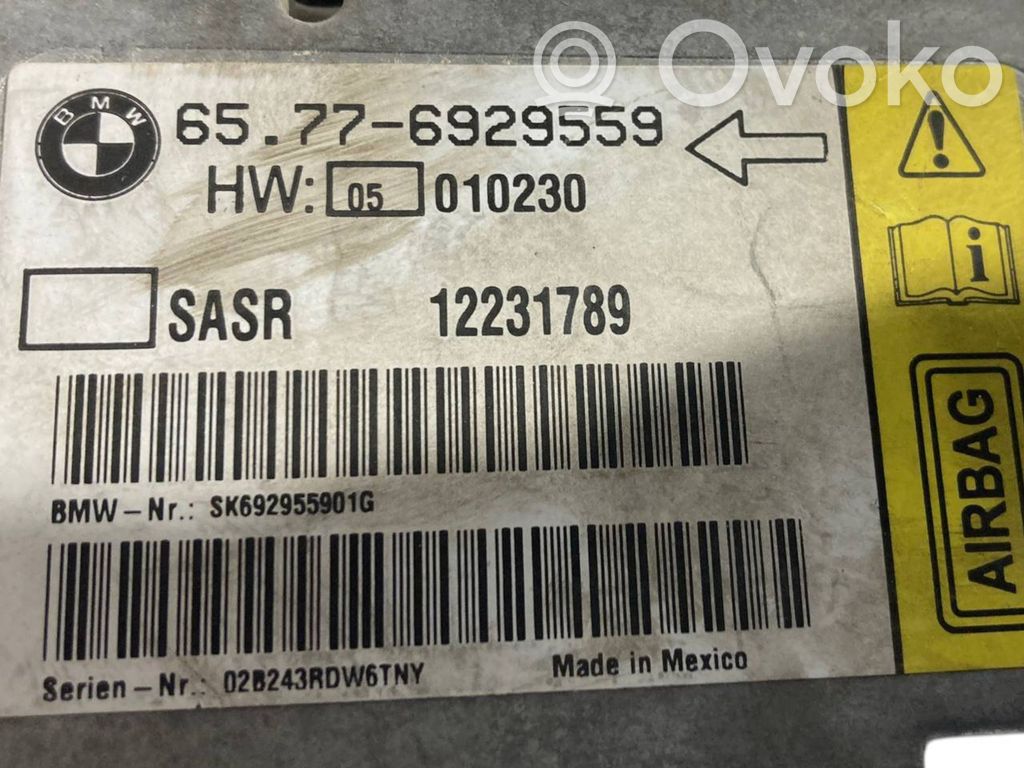 Ovoko
BMW
65.77-6929559
HW: 05 010230
SASR 12231789
BMW-Nr.: SK692955901G
Serien-Nr.: 02B243RDW6TNY Made in Mexico
! i
AIRBAG